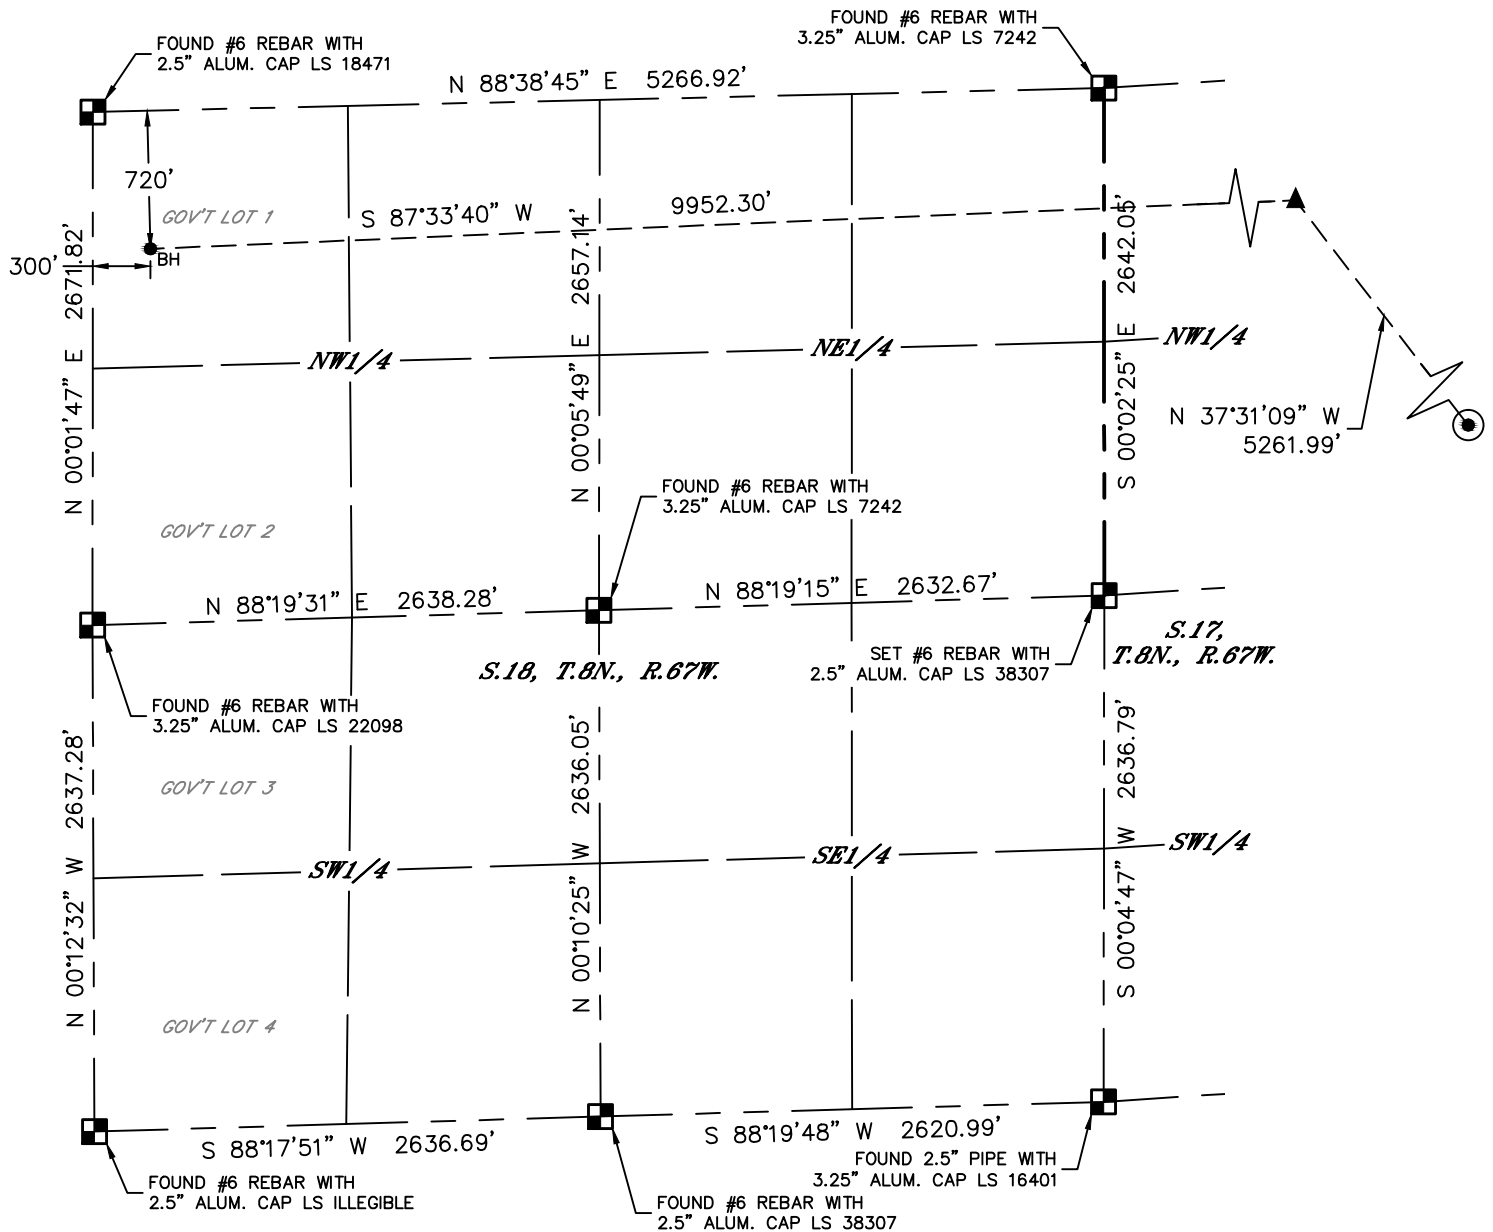 FOUND #6 REBAR WITH
3.25” ALUM. CAP LS 7242
FOUND #6 REBAR WITH
2.5” ALUM. CAP LS 18471
N 88°38'45” E 5266.92'
720'
GOV'T LOT 1
S 87°33'40” W 9952.30'
300'
BH
N 00°01'47” E 2671.82'
N 00°05'49” E 2657.14'
S 00°02'25” E 2642.05'
NW1/4
NE1/4
NW1/4
N 37°31'09” W
5261.99'
FOUND #6 REBAR WITH
3.25” ALUM. CAP LS 7242
GOV'T LOT 2
N 88°19'31” E 2638.28'
N 88°19'15” E 2632.67'
S.17,
T.8N., R.67W.
S.18, T.8N., R.67W.
SET #6 REBAR WITH
2.5” ALUM. CAP LS 38307
FOUND #6 REBAR WITH
3.25” ALUM. CAP LS 22098
N 00°12'32” W 2637.28'
N 00°10'25” W 2636.05'
S 00°04'47” W 2636.79'
GOV'T LOT 3
SW1/4
SE1/4
SW1/4
GOV'T LOT 4
S 88°17'51” W 2636.69'
S 88°19'48” W 2620.99'
FOUND 2.5” PIPE WITH
3.25” ALUM. CAP LS 16401
FOUND #6 REBAR WITH
2.5” ALUM. CAP LS ILLEGIBLE
FOUND #6 REBAR WITH
2.5” ALUM. CAP LS 38307